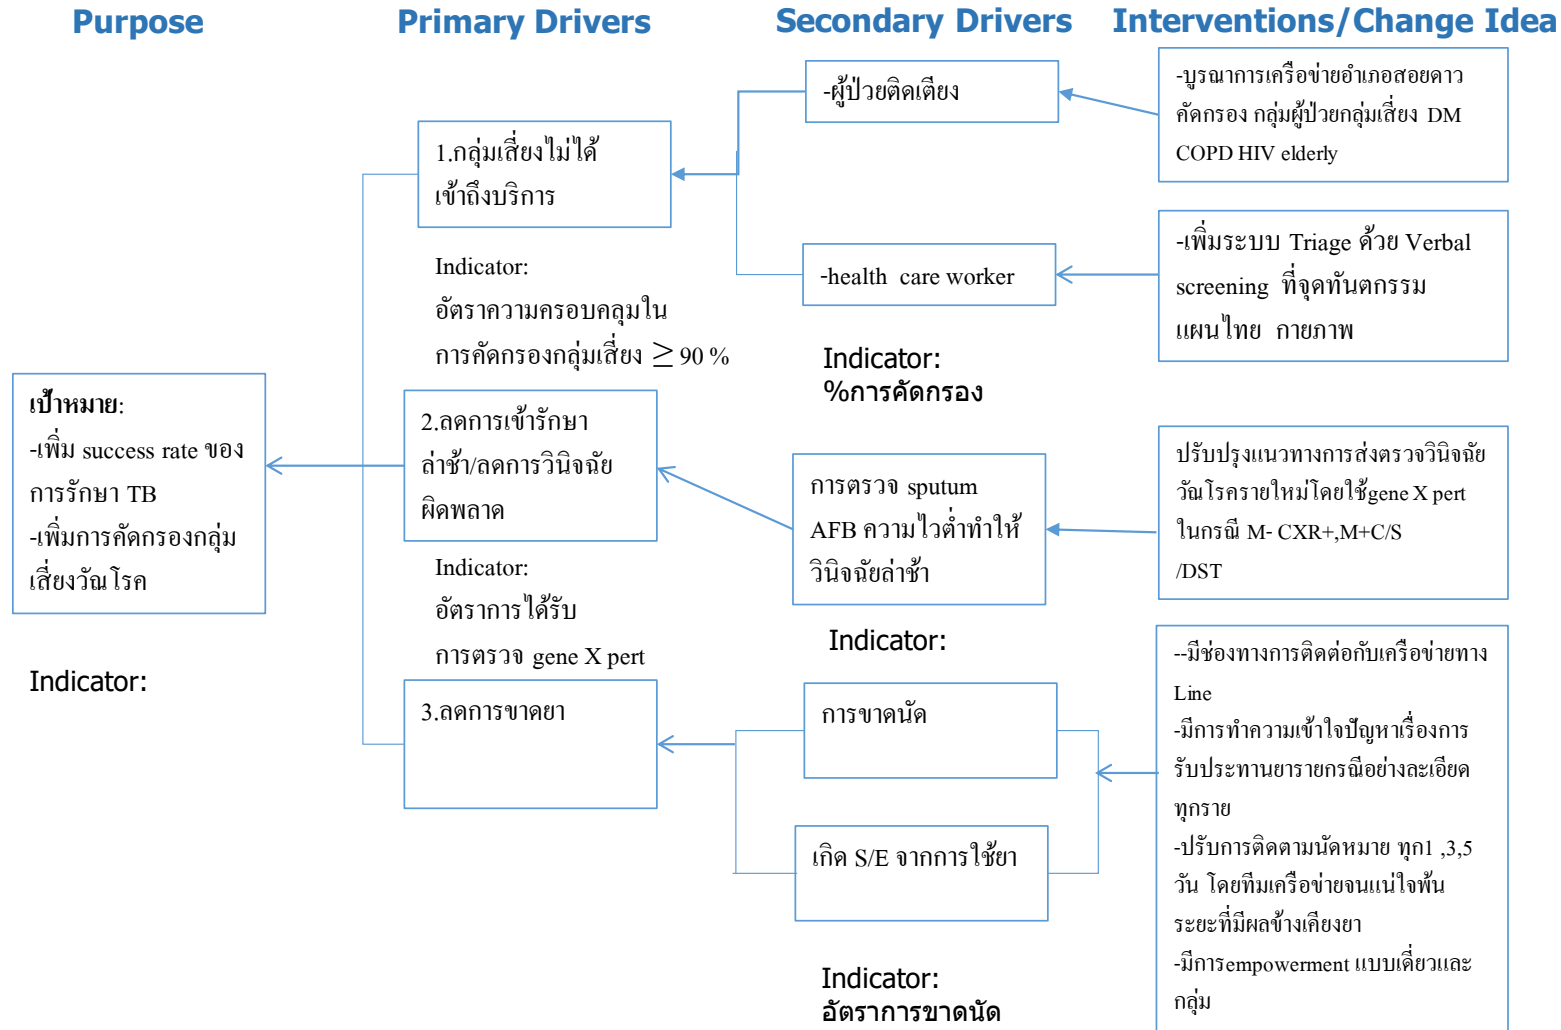 Purpose
Primary Drivers
Secondary Drivers
Interventions/Change Idea
เป้าหมาย:
-เพิ่ม success rate ของ
การรักษา TB
-เพิ่มการคัดกรองกลุ่ม
เสี่ยงวัณโรค
Indicator:
1.กลุ่มเสี่ยงไม่ได้
เข้าถึงบริการ
Indicator:
อัตราความครอบคลุมใน
การคัดกรองกลุ่มเสี่ยง ≥ 90 %
2.ลดการเข้ารักษา
ล่าช้า/ลดการวินิจฉัย
ผิดพลาด
Indicator:
อัตราการได้รับ
การตรวจ gene X pert
3.ลดการขาดยา
-ผู้ป่วยติดเตียง
-health care worker
Indicator:
%การคัดกรอง
การตรวจ sputum
AFB ความไวต่ำทำให้
วินิจฉัยล่าช้า
Indicator:
การขาดนัด
เกิด S/E จากการใช้ยา
Indicator:
อัตราการขาดนัด
-บูรณาการเครือข่ายอำเภอสอยดาว
คัดกรอง กลุ่มผู้ป่วยกลุ่มเสี่ยง DM
COPD HIV elderly
-เพิ่มระบบ Triage ด้วย Verbal
screening ที่จุดทันตกรรม
แผนไทย กายภาพ
ปรับปรุงแนวทางการส่งตรวจวินิจฉัย
วัณโรครายใหม่โดยใช้gene X pert
ในกรณี M- CXR+,M+C/S
/DST
--มีช่องทางการติดต่อกับเครือข่ายทาง
Line
-มีการทำความเข้าใจปัญหาเรื่องการ
รับประทานยารายกรณีอย่างละเอียด
ทุกราย
-ปรับการติดตามนัดหมาย ทุก1 ,3,5
วัน โดยทีมเครือข่ายจนแน่ใจพ้น
ระยะที่มีผลข้างเคียงยา
-มีการempowerment แบบเดี่ยวและ
กลุ่ม